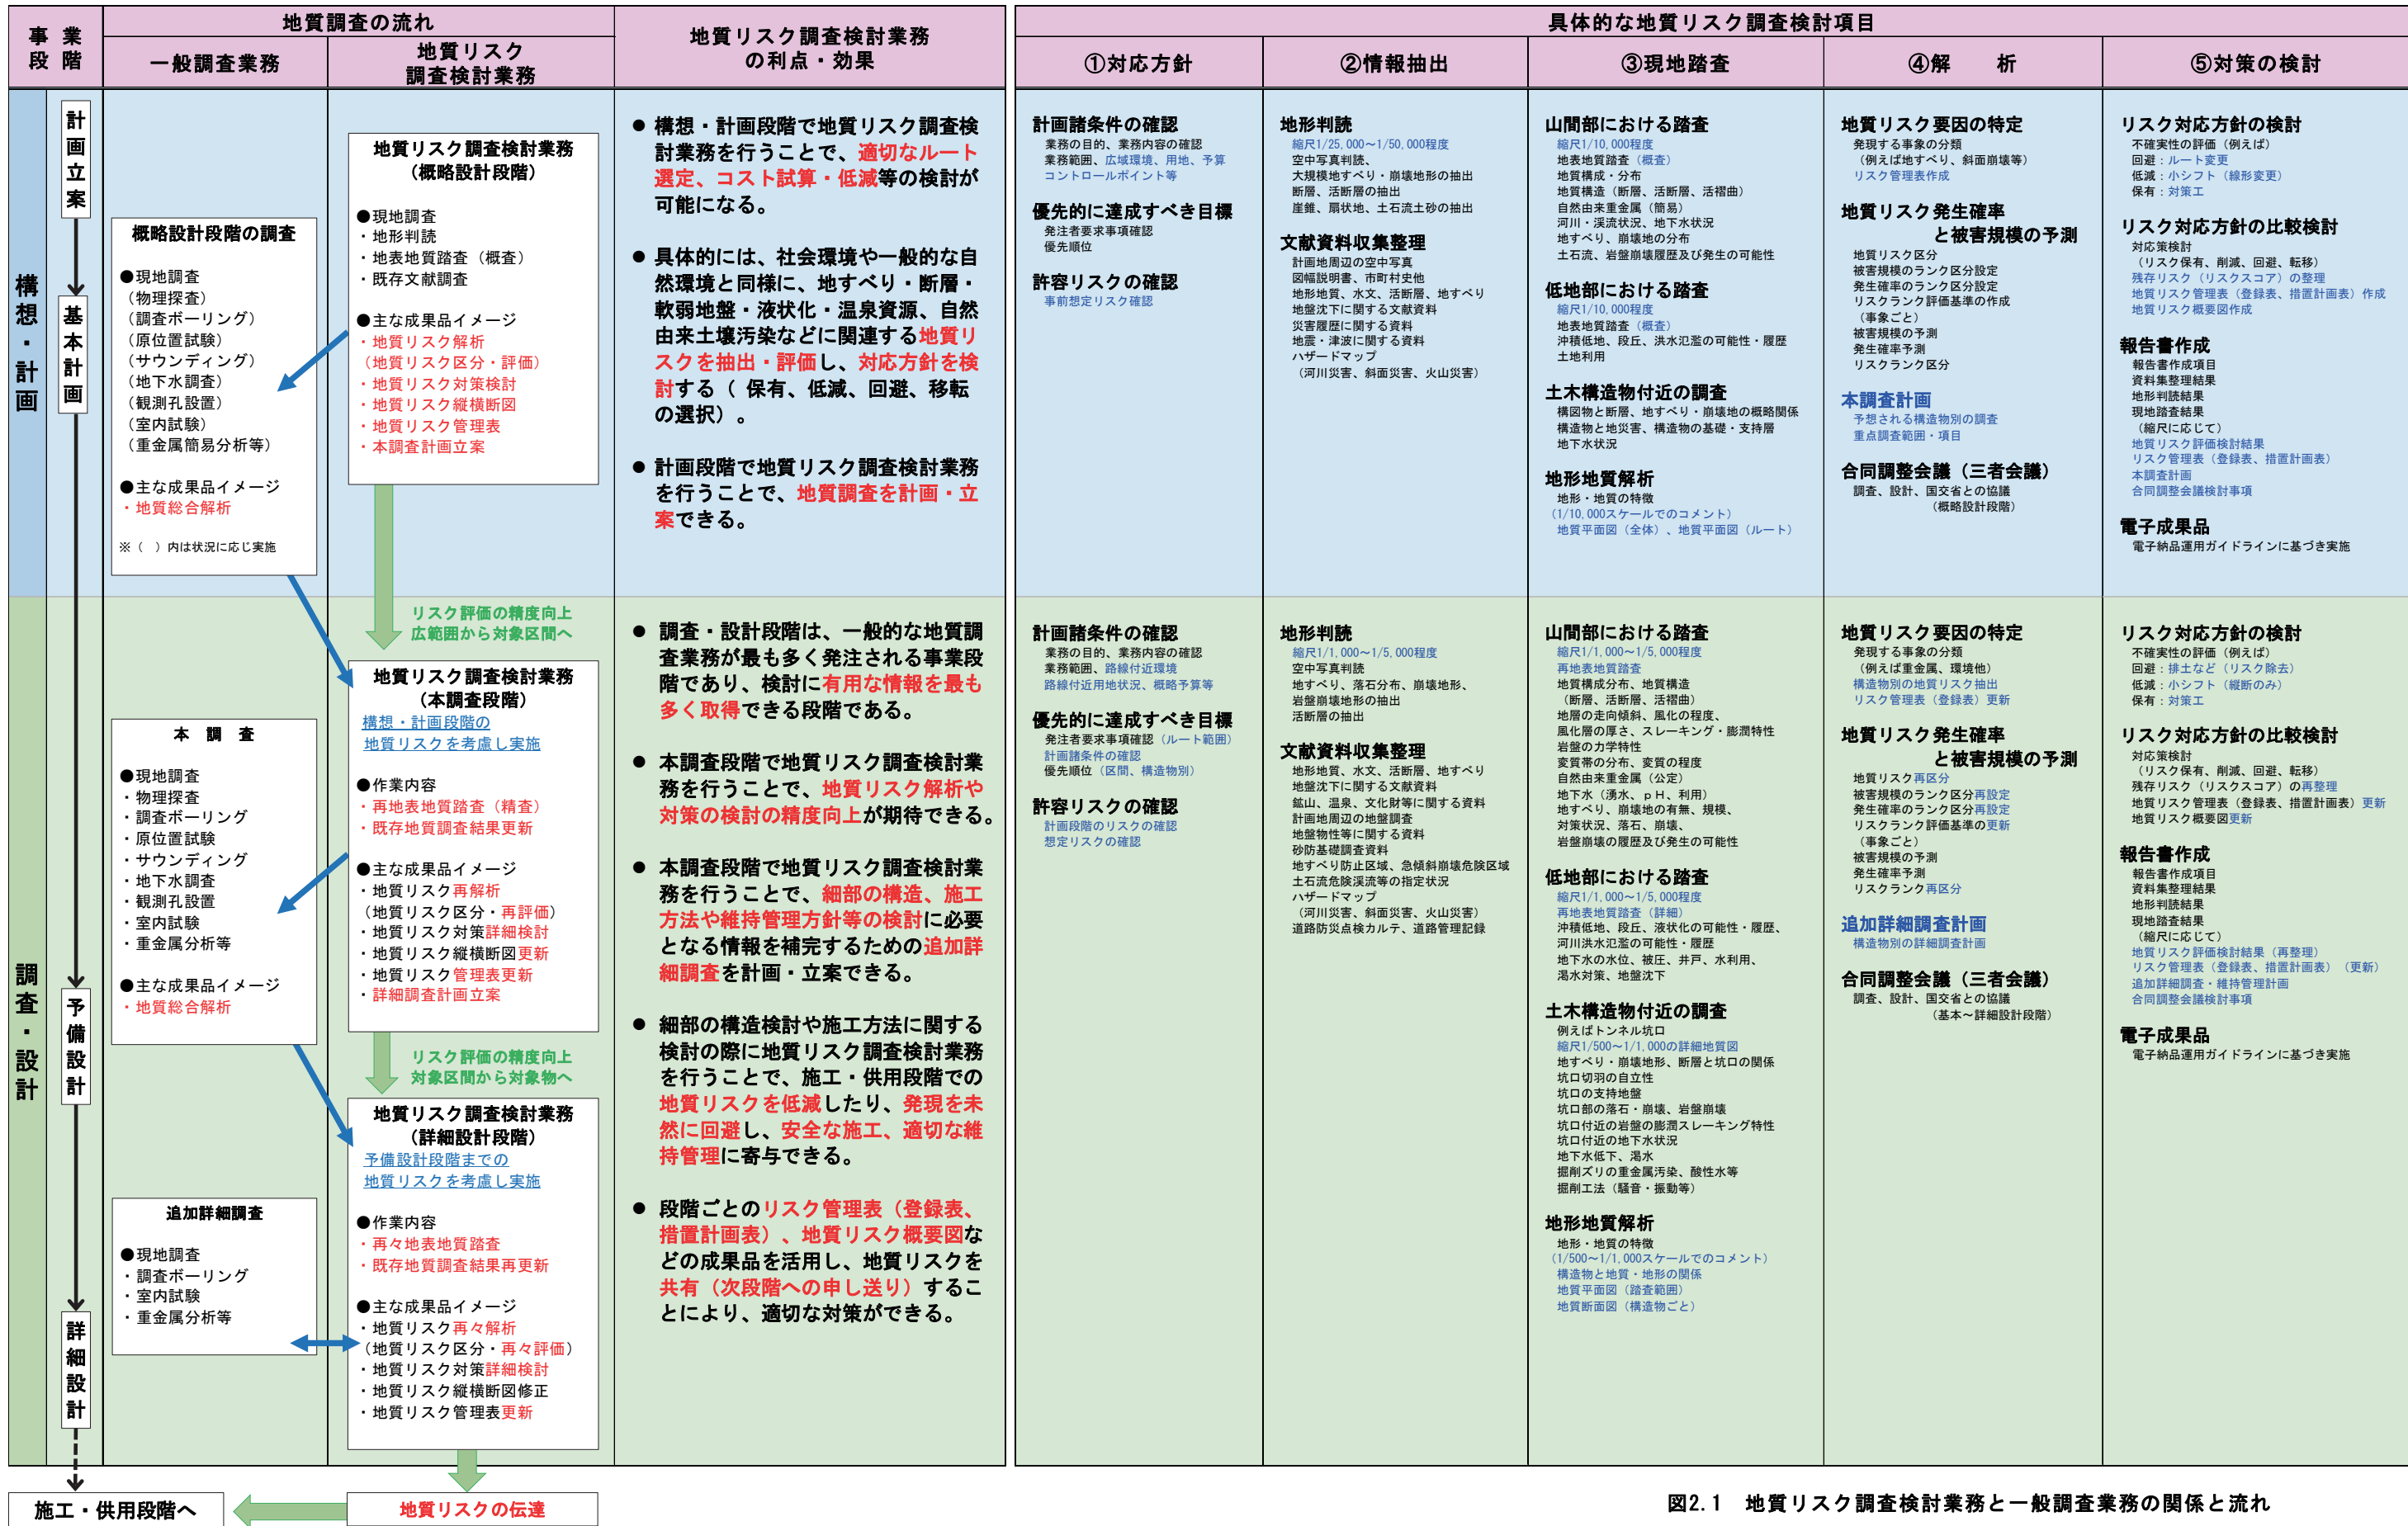 事業段階
地質調査の流れ
一般調査業務
地質リスク
調査検討業務
地質リスク調査検討業務
の利点・効果
構想・計画
調査・設計
計画立案
基本計画
予備設計
詳細設計
概略設計段階の調査
●現地調査
(物理探査)
(調査ボーリング)
(原位置試験)
(サウンディング)
(地下水調査)
(観測孔設置)
(室内試験)
(重金属簡易分析等)
●主な成果品イメージ
・地質総合解析
※( )内は状況に応じ実施
地質リスク調査検討業務
(概略設計段階)
●現地調査
・地形判読
・地表地質踏査(概査)
・既存文献調査
●主な成果品イメージ
・地質リスク解析
(地質リスク区分・評価)
・地質リスク対策検討
・地質リスク縦横断図
・地質リスク管理表
・本調査計画立案
リスク評価の精度向上
広範囲から対象区間へ
本 調 査
●現地調査
・物理探査
・調査ボーリング
・原位置試験
・サウンディング
・地下水調査
・観測孔設置
・室内試験
・重金属分析等
●主な成果品イメージ
・地質総合解析
地質リスク調査検討業務
(本調査段階)
構想・計画段階の
地質リスクを考慮し実施
●作業内容
・再地表地質踏査(精査)
・既存地質調査結果更新
●主な成果品イメージ
・地質リスク再解析
(地質リスク区分・再評価)
・地質リスク対策詳細検討
・地質リスク縦横断図更新
・地質リスク管理表更新
・詳細調査計画立案
リスク評価の精度向上
対象区間から対象物へ
追加詳細調査
●現地調査
・調査ボーリング
・室内試験
・重金属分析等
地質リスク調査検討業務
(詳細設計段階)
予備設計段階までの
地質リスクを考慮し実施
●作業内容
・再々地表地質踏査
・既存地質調査結果再更新
●主な成果品イメージ
・地質リスク再々解析
(地質リスク区分・再々評価)
・地質リスク対策詳細検討
・地質リスク縦横断図修正
・地質リスク管理表更新
施工・供用段階へ
地質リスクの伝達
● 構想・計画段階で地質リスク調査検
討業務を行うことで、適切なルート
選定、コスト試算・低減等の検討が
可能になる。
● 具体的には、社会環境や一般的な自
然環境と同様に、地すべり・断層・
軟弱地盤・液状化・温泉資源、自然
由来土壌汚染などに関連する地質リ
スクを抽出・評価し、対応方針を検
討する( 保有、低減、回避、移転
の選択)。
● 計画段階で地質リスク調査検討業務
を行うことで、地質調査を計画・立
案できる。
● 調査・設計段階は、一般的な地質調
査業務が最も多く発注される事業段
階であり、検討に有用な情報を最も
多く取得できる段階である。
● 本調査段階で地質リスク調査検討業
務を行うことで、地質リスク解析や
対策の検討の精度向上が期待できる。
● 本調査段階で地質リスク調査検討業
務を行うことで、細部の構造、施工
方法や維持管理方針等の検討に必要
となる情報を補完するための追加詳
細調査を計画・立案できる。
● 細部の構造検討や施工方法に関する
検討の際に地質リスク調査検討業務
を行うことで、施工・供用段階での
地質リスクを低減したり、発現を未
然に回避し、安全な施工、適切な維
持管理に寄与できる。
● 段階ごとのリスク管理表(登録表、
措置計画表)、地質リスク概要図な
どの成果品を活用し、地質リスクを
共有(次段階への申し送り)するこ
とにより、適切な対策ができる。
具体的な地質リスク調査検討項目
①対応方針
②情報抽出
③現地踏査
④解 析
⑤対策の検討
計画諸条件の確認
業務の目的、業務内容の確認
業務範囲、広域環境、用地、予算
コントロールポイント等
優先的に達成すべき目標
発注者要求事項確認
優先順位
許容リスクの確認
事前想定リスク確認
地形判読
縮尺1/25,000～1/50,000程度
空中写真判読、
大規模地すべり・崩壊地形の抽出
断層、活断層の抽出
崖錐、扇状地、土石流土砂の抽出
文献資料収集整理
計画地周辺の空中写真
図幅説明書、市町村史他
地形地質、水文、活断層、地すべり
地盤沈下に関する文献資料
災害履歴に関する資料
地震・津波に関する資料
ハザードマップ
(河川災害、斜面災害、火山災害)
山間部における踏査
縮尺1/10,000程度
地表地質踏査(概査)
地質構成・分布
地質構造(断層、活断層、活褶曲)
自然由来重金属(簡易)
河川・渓流状況、地下水状況
地すべり、崩壊地の分布
土石流、岩盤崩壊履歴及び発生の可能性
低地部における踏査
縮尺1/10,000程度
地表地質踏査(概査)
沖積低地、段丘、洪水氾濫の可能性・履歴
土地利用
土木構造物付近の調査
構図物と断層、地すべり・崩壊地の概略関係
構造物と地災害、構造物の基礎・支持層
地下水状況
地形地質解析
地形・地質の特徴
(1/10,000スケールでのコメント)
地質平面図(全体)、地質平面図(ルート)
地質リスク要因の特定
発現する事象の分類
(例えば地すべり、斜面崩壊等)
リスク管理表作成
地質リスク発生確率
と被害規模の予測
地質リスク区分
被害規模のランク区分設定
発生確率のランク区分設定
リスクランク評価基準の作成
(事象ごと)
被害規模の予測
発生確率予測
リスクランク区分
本調査計画
予想される構造物別の調査
重点調査範囲・項目
合同調整会議(三者会議)
調査、設計、国交省との協議
(概略設計段階)
リスク対応方針の検討
不確実性の評価(例えば)
回避:ルート変更
低減:小シフト(線形変更)
保有:対策工
リスク対応方針の比較検討
対応策検討
(リスク保有、削減、回避、転移)
残存リスク(リスクスコア)の整理
地質リスク管理表(登録表、措置計画表)作成
地質リスク概要図作成
報告書作成
報告書作成項目
資料集整理結果
地形判読結果
現地踏査結果
(縮尺に応じて)
地質リスク評価検討結果
リスク管理表(登録表、措置計画表)
本調査計画
合同調整会議検討事項
電子成果品
電子納品運用ガイドラインに基づき実施
計画諸条件の確認
業務の目的、業務内容の確認
業務範囲、路線付近環境
路線付近用地状況、概略予算等
優先的に達成すべき目標
発注者要求事項確認(ルート範囲)
計画諸条件の確認
優先順位(区間、構造物別)
許容リスクの確認
計画段階のリスクの確認
想定リスクの確認
地形判読
縮尺1/1,000～1/5,000程度
空中写真判読
地すべり、落石分布、崩壊地形、
岩盤崩壊地形の抽出
活断層の抽出
文献資料収集整理
地形地質、水文、活断層、地すべり
地盤沈下に関する文献資料
鉱山、温泉、文化財等に関する資料
計画地周辺の地盤調査
地盤物性等に関する資料
砂防基礎調査資料
地すべり防止区域、急傾斜崩壊危険区域
土石流危険渓流等の指定状況
ハザードマップ
(河川災害、斜面災害、火山災害)
道路防災点検カルテ、道路管理記録
山間部における踏査
縮尺1/1,000～1/5,000程度
再地表地質踏査
地質構成分布、地質構造
(断層、活断層、活褶曲)
地層の走向傾斜、風化の程度、
風化層の厚さ、スレーキング・膨潤特性
岩盤の力学特性
変質帯の分布、変質の程度
自然由来重金属(公定)
地下水(湧水、pH、利用)
地すべり、崩壊地の有無、規模、
対策状況、落石、崩壊、
岩盤崩壊の履歴及び発生の可能性
低地部における踏査
縮尺1/1,000～1/5,000程度
再地表地質踏査(詳細)
沖積低地、段丘、液状化の可能性・履歴、
河川洪水氾濫の可能性・履歴
地下水の水位、被圧、井戸、水利用、
渇水対策、地盤沈下
土木構造物付近の調査
例えばトンネル坑口
縮尺1/500～1/1,000の詳細地質図
地すべり・崩壊地形、断層と坑口の関係
坑口切羽の自立性
坑口の支持地盤
坑口部の落石・崩壊、岩盤崩壊
坑口付近の岩盤の膨潤スレーキング特性
坑口付近の地下水状況
地下水低下、渇水
掘削ズリの重金属汚染、酸性水等
掘削工法(騒音・振動等)
地形地質解析
地形・地質の特徴
(1/500～1/1,000スケールでのコメント)
構造物と地質・地形の関係
地質平面図(踏査範囲)
地質断面図(構造物ごと)
地質リスク要因の特定
発現する事象の分類
(例えば重金属、環境他)
構造物別の地質リスク抽出
リスク管理表(登録表)更新
地質リスク発生確率
と被害規模の予測
地質リスク再区分
被害規模のランク区分再設定
発生確率のランク区分再設定
リスクランク評価基準の更新
(事象ごと)
被害規模の予測
発生確率予測
リスクランク再区分
追加詳細調査計画
構造物別の詳細調査計画
合同調整会議(三者会議)
調査、設計、国交省との協議
(基本～詳細設計段階)
リスク対応方針の検討
不確実性の評価(例えば)
回避:排土など(リスク除去)
低減:小シフト(縦断のみ)
保有:対策工
リスク対応方針の比較検討
対応策検討
(リスク保有、削減、回避、転移)
残存リスク(リスクスコア)の再整理
地質リスク管理表(登録表、措置計画表)更新
地質リスク概要図更新
報告書作成
報告書作成項目
資料集整理結果
地形判読結果
現地踏査結果
(縮尺に応じて)
地質リスク評価検討結果(再整理)
リスク管理表(登録表、措置計画表)(更新)
追加詳細調査・維持管理計画
合同調整会議検討事項
電子成果品
電子納品運用ガイドラインに基づき実施
図2.1 地質リスク調査検討業務と一般調査業務の関係と流れ